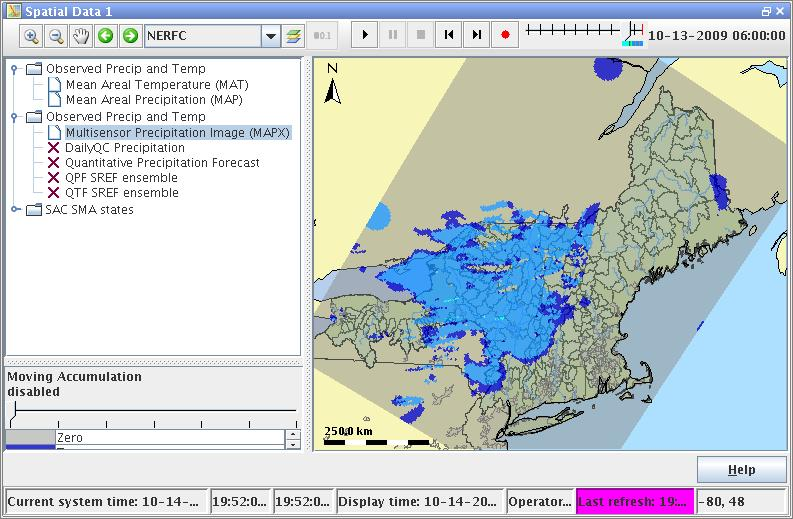 Spatial Data 1
NERFC
0.1
10-13-2009 06:00:00
Observed Precip and Temp
Mean Areal Temperature (MAT)
Mean Areal Precipitation (MAP)
Observed Precip and Temp
Multisensor Precipitation Image (MAPX)
DailyQC Precipitation
Quantitative Precipitation Forecast
QPF SREF ensemble
QTF SREF ensemble
SAC SMA states
N
250.0 km
Moving Accumulation
disabled
Zero
Help
Current system time: 10-14-... 19:52:0... 19:52:0... Display time: 10-14-20... Operator... Last refresh: 19:... -80, 48